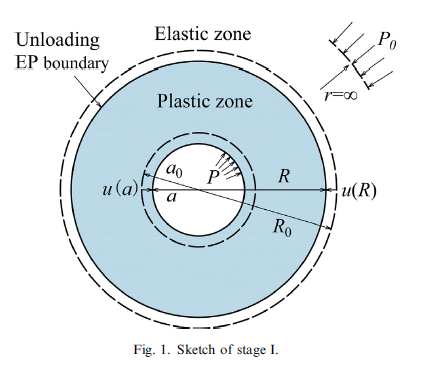 Unloading
EP boundary
Elastic zone
P₀
r=∞
Plastic zone
a₀
P
R
u(a)
a
u(R)
R₀
Fig. 1. Sketch of stage I.